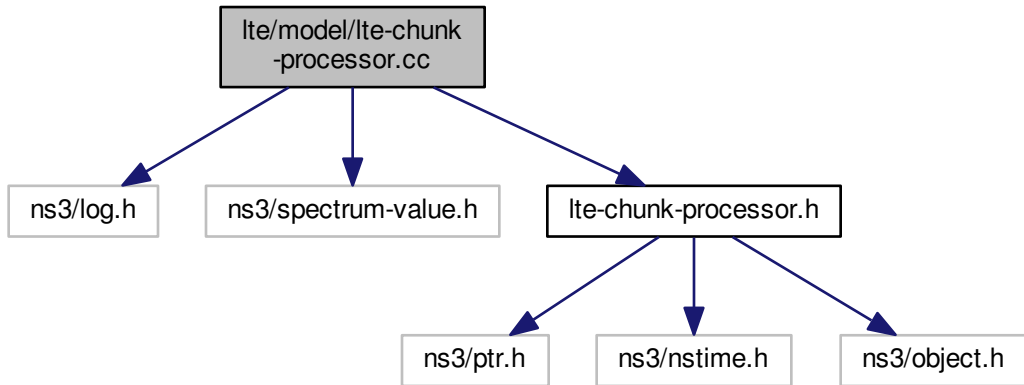 lte/model/lte-chunk
-processor.cc
ns3/log.h
ns3/spectrum-value.h
lte-chunk-processor.h
ns3/ptr.h
ns3/nstime.h
ns3/object.h